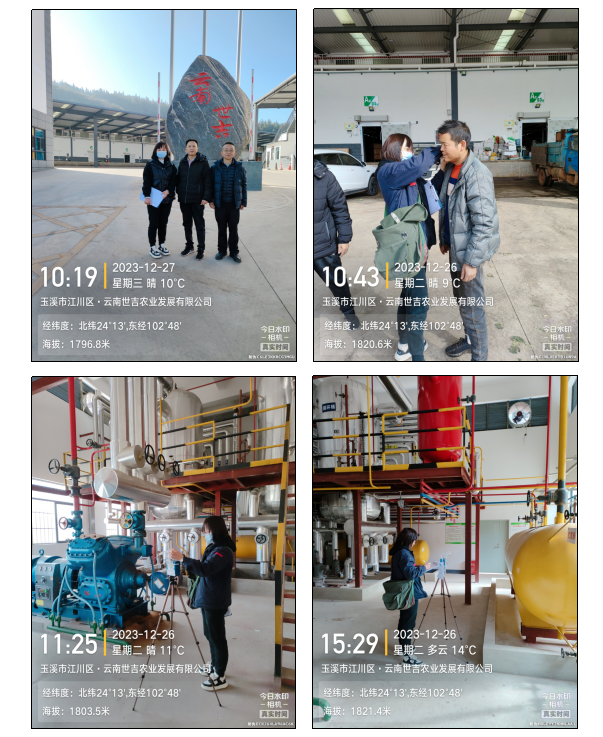 云南
世吉
10:19
2023-12-27
星期三 晴 10℃
玉溪市江川区·云南世吉农业发展有限公司
经纬度：北纬24°13′,东经102°48′
海拔：1796.8米
今日水印
相机
真实时间
10:43
2023-12-26
星期二 晴 9℃
玉溪市江川区·云南世吉农业发展有限公司
经纬度：北纬24°13′,东经102°48′
海拔：1820.6米
今日水印
相机
真实时间
11:25
2023-12-26
星期二 晴 11℃
玉溪市江川区·云南世吉农业发展有限公司
经纬度：北纬24°13′,东经102°48′
海拔：1803.5米
今日水印
相机
真实时间
15:29
2023-12-26
星期二 多云 14℃
玉溪市江川区·云南世吉农业发展有限公司
经纬度：北纬24°13′,东经102°48′
海拔：1821.4米
今日水印
相机
真实时间